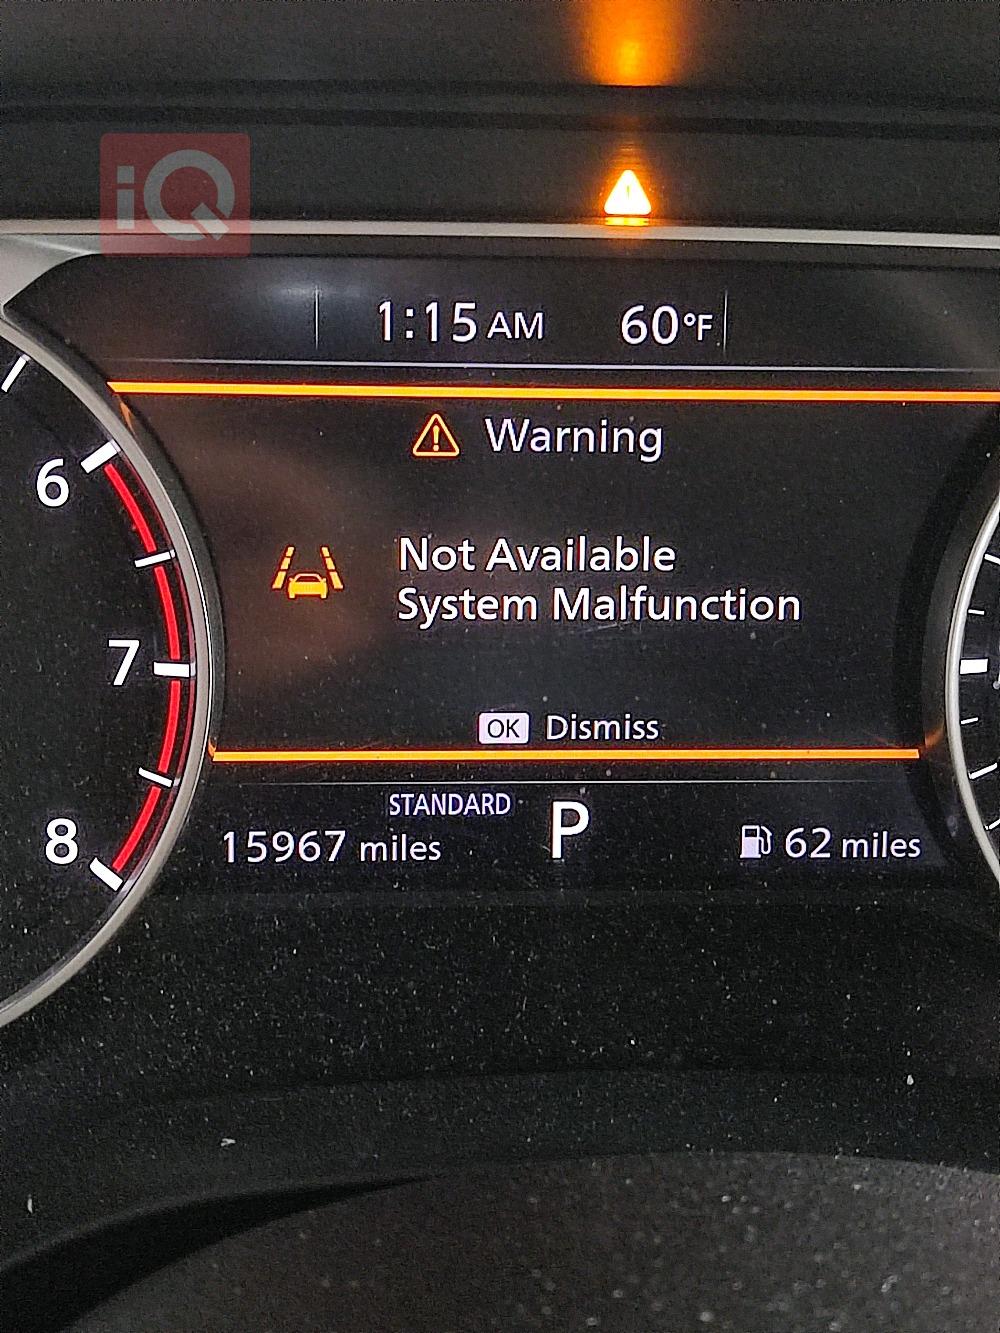 iQ
1:15 AM 60°F
Warning
6
Not Available
System Malfunction
7
OK Dismiss
STANDARD
8
15967 miles P 62 miles